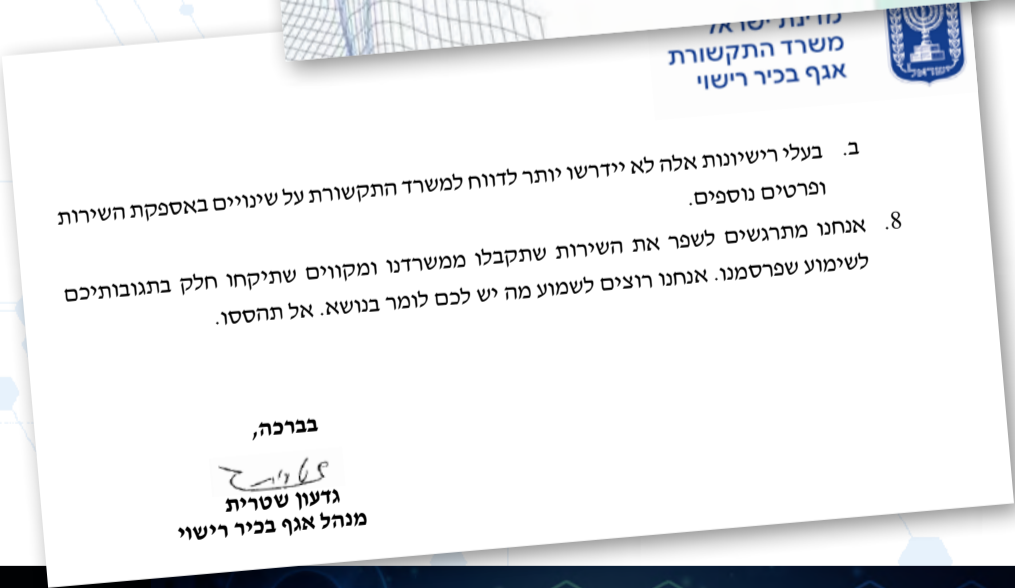 מדינת ישראל
משרד התקשורת
אגף בכיר רישוי
ב. בעלי רישיונות אלה לא יידרשו יותר לדווח למשרד התקשורת על שינויים באספקת השירות
ופרטים נוספים.
8. אנחנו מתרגשים לשפר את השירות שתקבלו ממשרדנו ומקווים שתיקחו חלק בתגובותיכם
לשימוע שפרסמנו. אנחנו רוצים לשמוע מה יש לכם לומר בנושא. אל תהססו.
בברכה,
גדעון שטרית
מנהל אגף בכיר רישוי